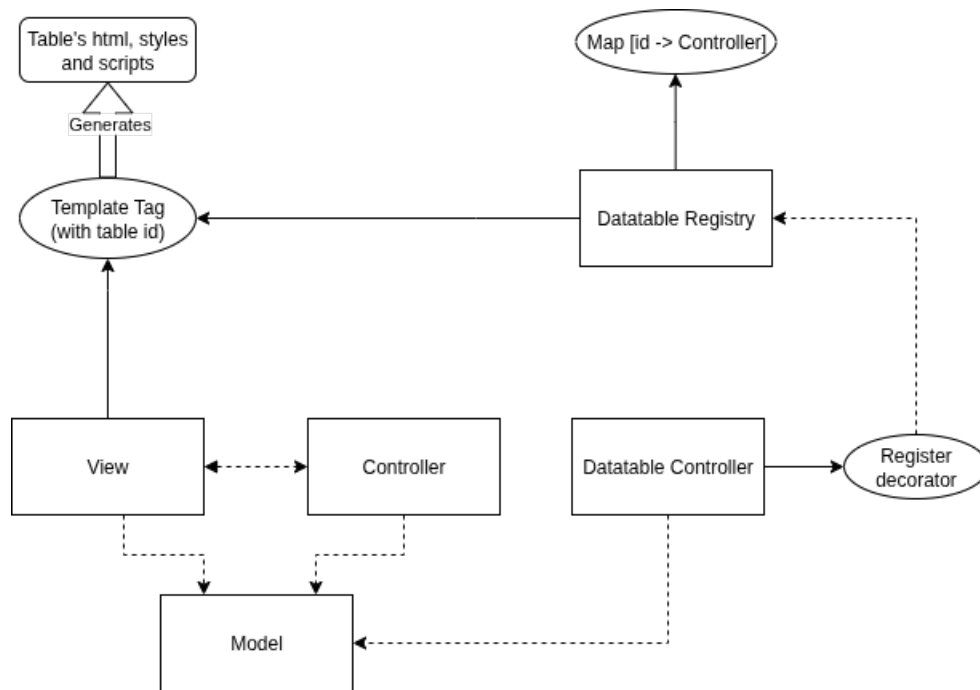 Table's html, styles
and scripts
Map [id -> Controller]
Generates
Template Tag
(with table id)
Datatable Registry
View
Controller
Datatable Controller
Register
decorator
Model